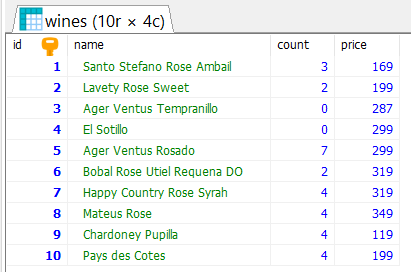 wines (10r × 4c)
id name count price
1 Santo Stefano Rose Ambail 3 169
2 Lavety Rose Sweet 2 199
3 Ager Ventus Tempranillo 0 287
4 El Sotillo 0 299
5 Ager Ventus Rosado 7 299
6 Bobal Rose Utiel Requena DO 2 319
7 Happy Country Rose Syrah 4 319
8 Mateus Rose 4 349
9 Chardoney Pupilla 4 119
10 Pays des Cotes 4 199